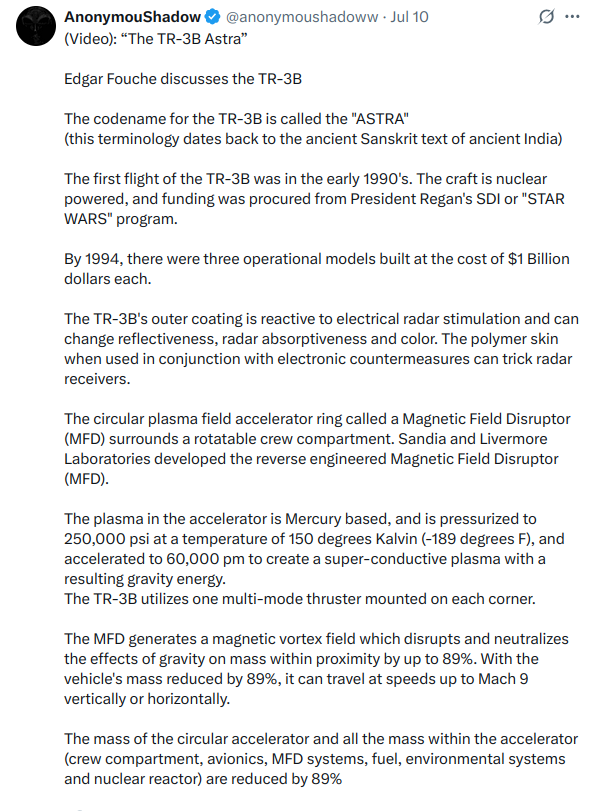 AnonymouShadow @anonymoushadoww · Jul 10
(Video): “The TR-3B Astra”
Edgar Fouche discusses the TR-3B
The codename for the TR-3B is called the "ASTRA"
(this terminology dates back to the ancient Sanskrit text of ancient India)
The first flight of the TR-3B was in the early 1990's. The craft is nuclear
powered, and funding was procured from President Regan's SDI or "STAR
WARS" program.
By 1994, there were three operational models built at the cost of $1 Billion
dollars each.
The TR-3B's outer coating is reactive to electrical radar stimulation and can
change reflectiveness, radar absorptiveness and color. The polymer skin
when used in conjunction with electronic countermeasures can trick radar
receivers.
The circular plasma field accelerator ring called a Magnetic Field Disruptor
(MFD) surrounds a rotatable crew compartment. Sandia and Livermore
Laboratories developed the reverse engineered Magnetic Field Disruptor
(MFD).
The plasma in the accelerator is Mercury based, and is pressurized to
250,000 psi at a temperature of 150 degrees Kalvin (-189 degrees F), and
accelerated to 60,000 pm to create a super-conductive plasma with a
resulting gravity energy.
The TR-3B utilizes one multi-mode thruster mounted on each corner.
The MFD generates a magnetic vortex field which disrupts and neutralizes
the effects of gravity on mass within proximity by up to 89%. With the
vehicle's mass reduced by 89%, it can travel at speeds up to Mach 9
vertically or horizontally.
The mass of the circular accelerator and all the mass within the accelerator
(crew compartment, avionics, MFD systems, fuel, environmental systems
and nuclear reactor) are reduced by 89%